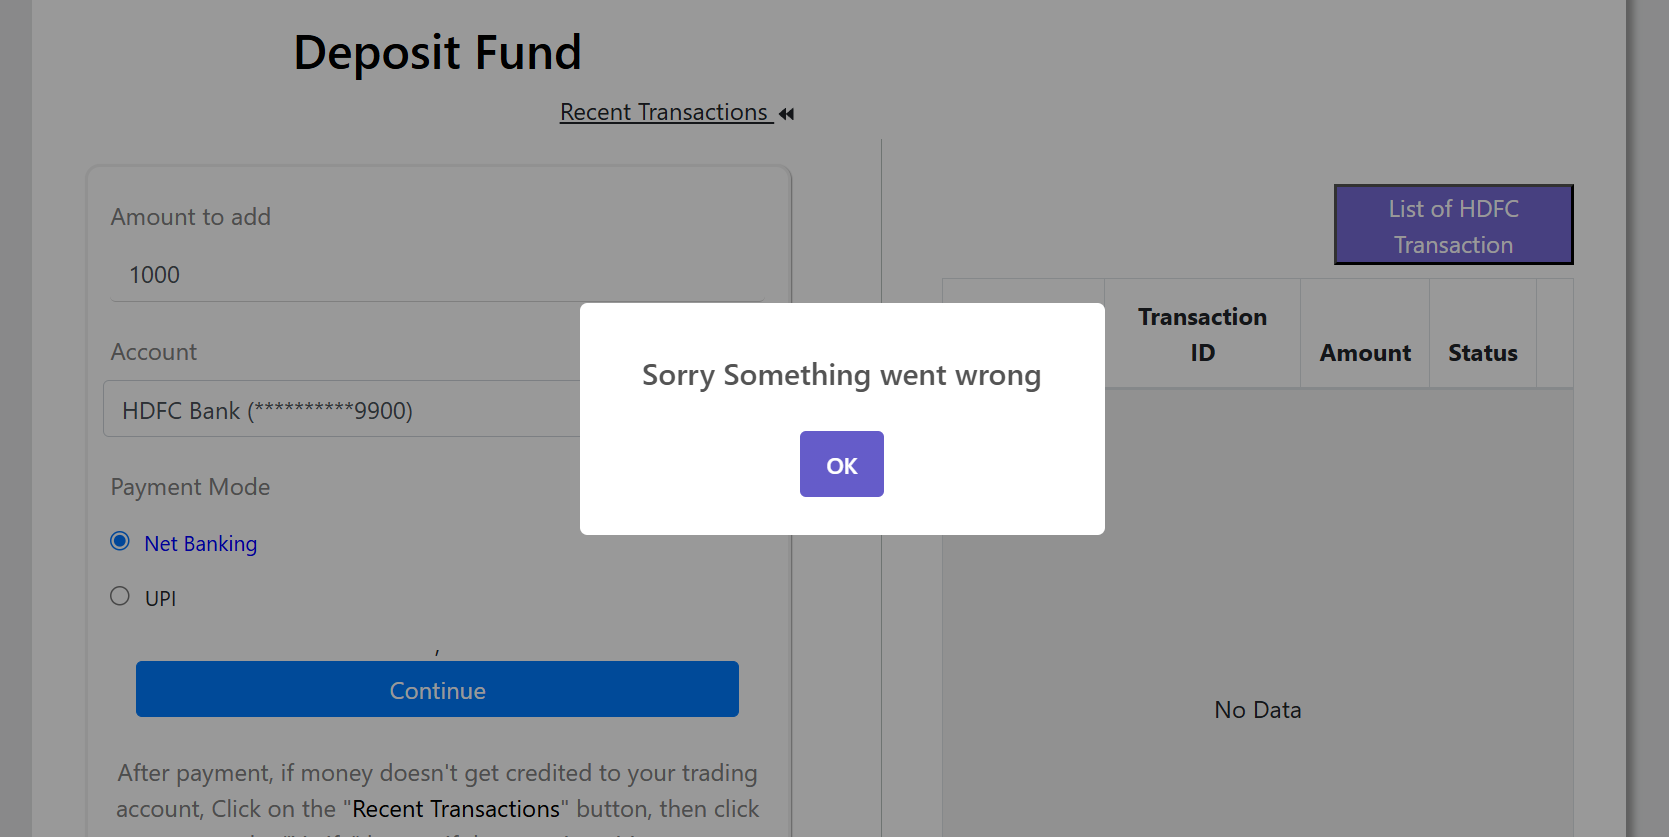 Deposit Fund
Recent Transactions
Amount to add
1000
Account
HDFC Bank (**********9900)
Payment Mode
Net Banking
UPI
,
Continue
After payment, if money doesn't get credited to your trading
account, Click on the "Recent Transactions" button, then click
List of HDFC
Transaction
Transaction
ID
Amount
Status
No Data
Sorry Something went wrong
OK